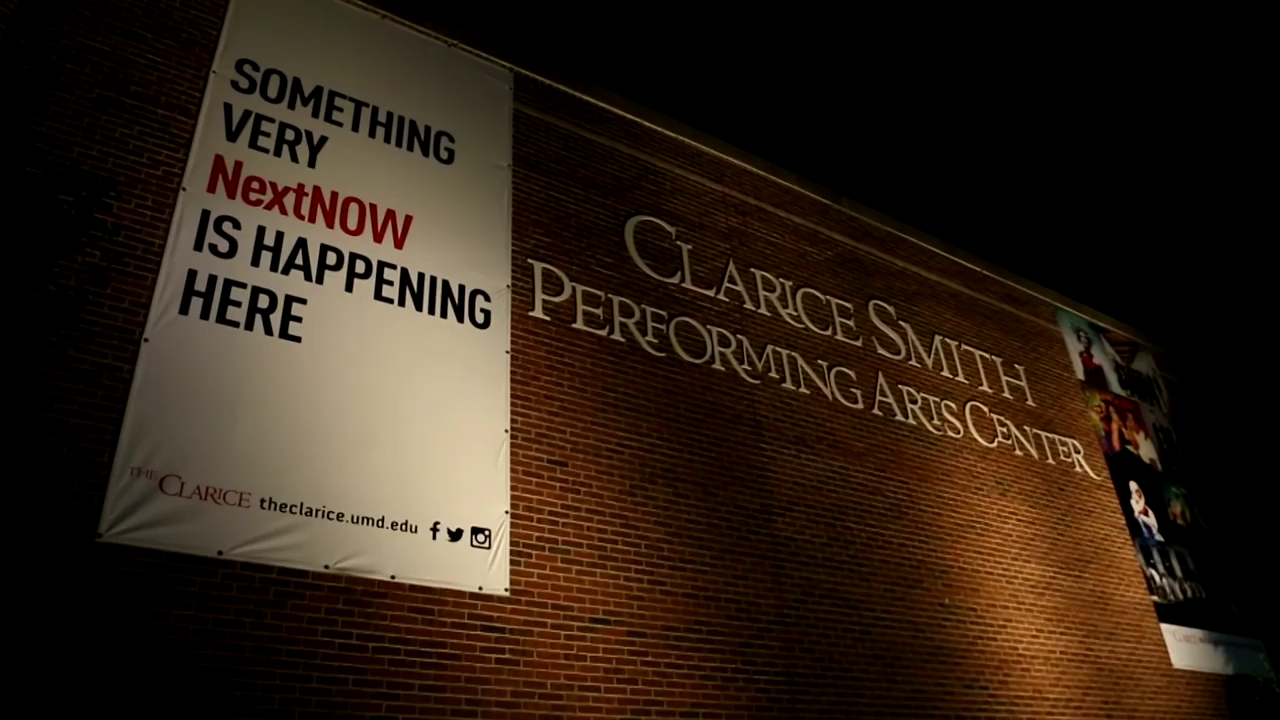 SOMETHING
VERY
NextNOW
IS HAPPENING
HERE
THE CLARICE theclarice.umd.edu
CLARICE SMITH
PERFORMING ARTS CENTER